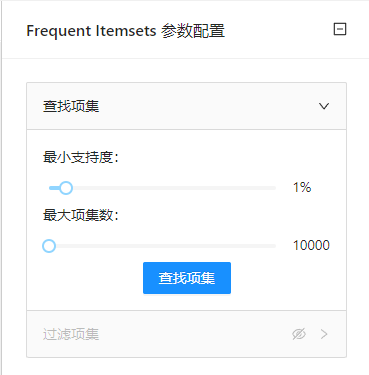 Frequent Itemsets 参数配置
查找项集
最小支持度:
1%
最大项集数:
10000
查找项集
过滤项集